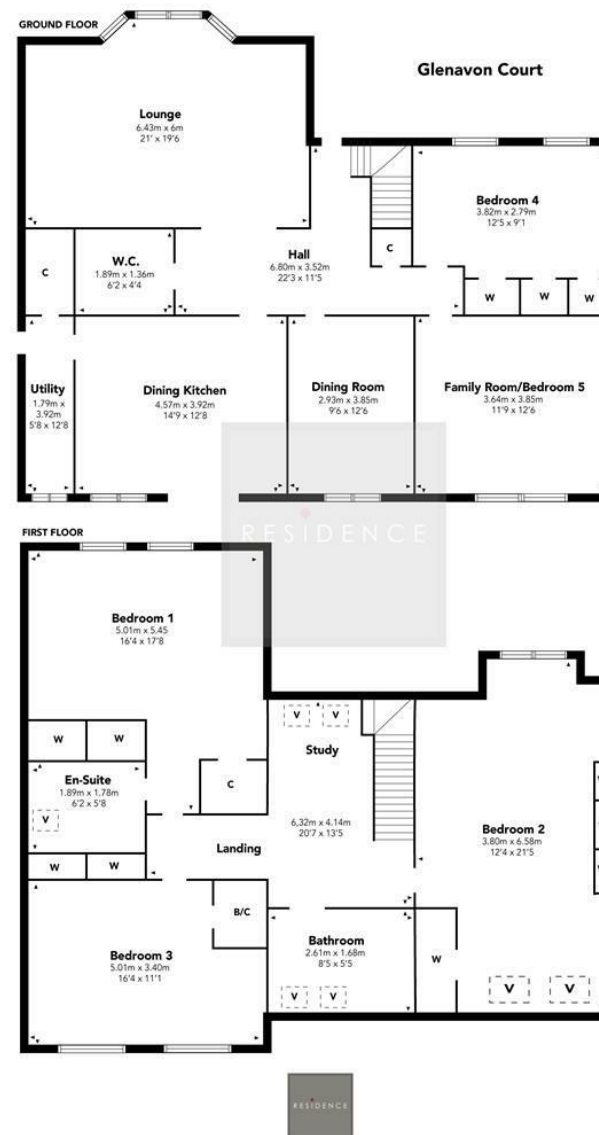 GROUND FLOOR
Glenavon Court
Lounge
6.43m x 6m
21' x 19'6
Bedroom 4
3.82m x 2.79m
12'5 x 9'1
C
W.C.
1.89m x 1.36m
6'2 x 4'4
Hall
6.80m x 3.52m
22'3 x 11'5
C
W
W
W
Utility
1.79m x
3.92m
5'8 x 12'8
Dining Kitchen
4.57m x 3.92m
14'9 x 12'8
Dining Room
2.93m x 3.85m
9'6 x 12'6
Family Room/Bedroom 5
3.64m x 3.85m
11'9 x 12'6
RESIDENCE
FIRST FLOOR
Bedroom 1
5.01m x 5.45
16'4 x 17'8
W
W
V
V
Study
En-Suite
1.89m x 1.78m
6'2 x 5'8
V
C
6,32m x 4.14m
20'7 x 13'5
Landing
Bedroom 2
3.80m x 6.58m
12'4 x 21'5
W
W
B/C
Bedroom 3
5.01m x 3.40m
16'4 x 11'1
Bathroom
2.61m x 1.68m
8'5 x 5'5
V
V
W
V
V
RESIDENCE